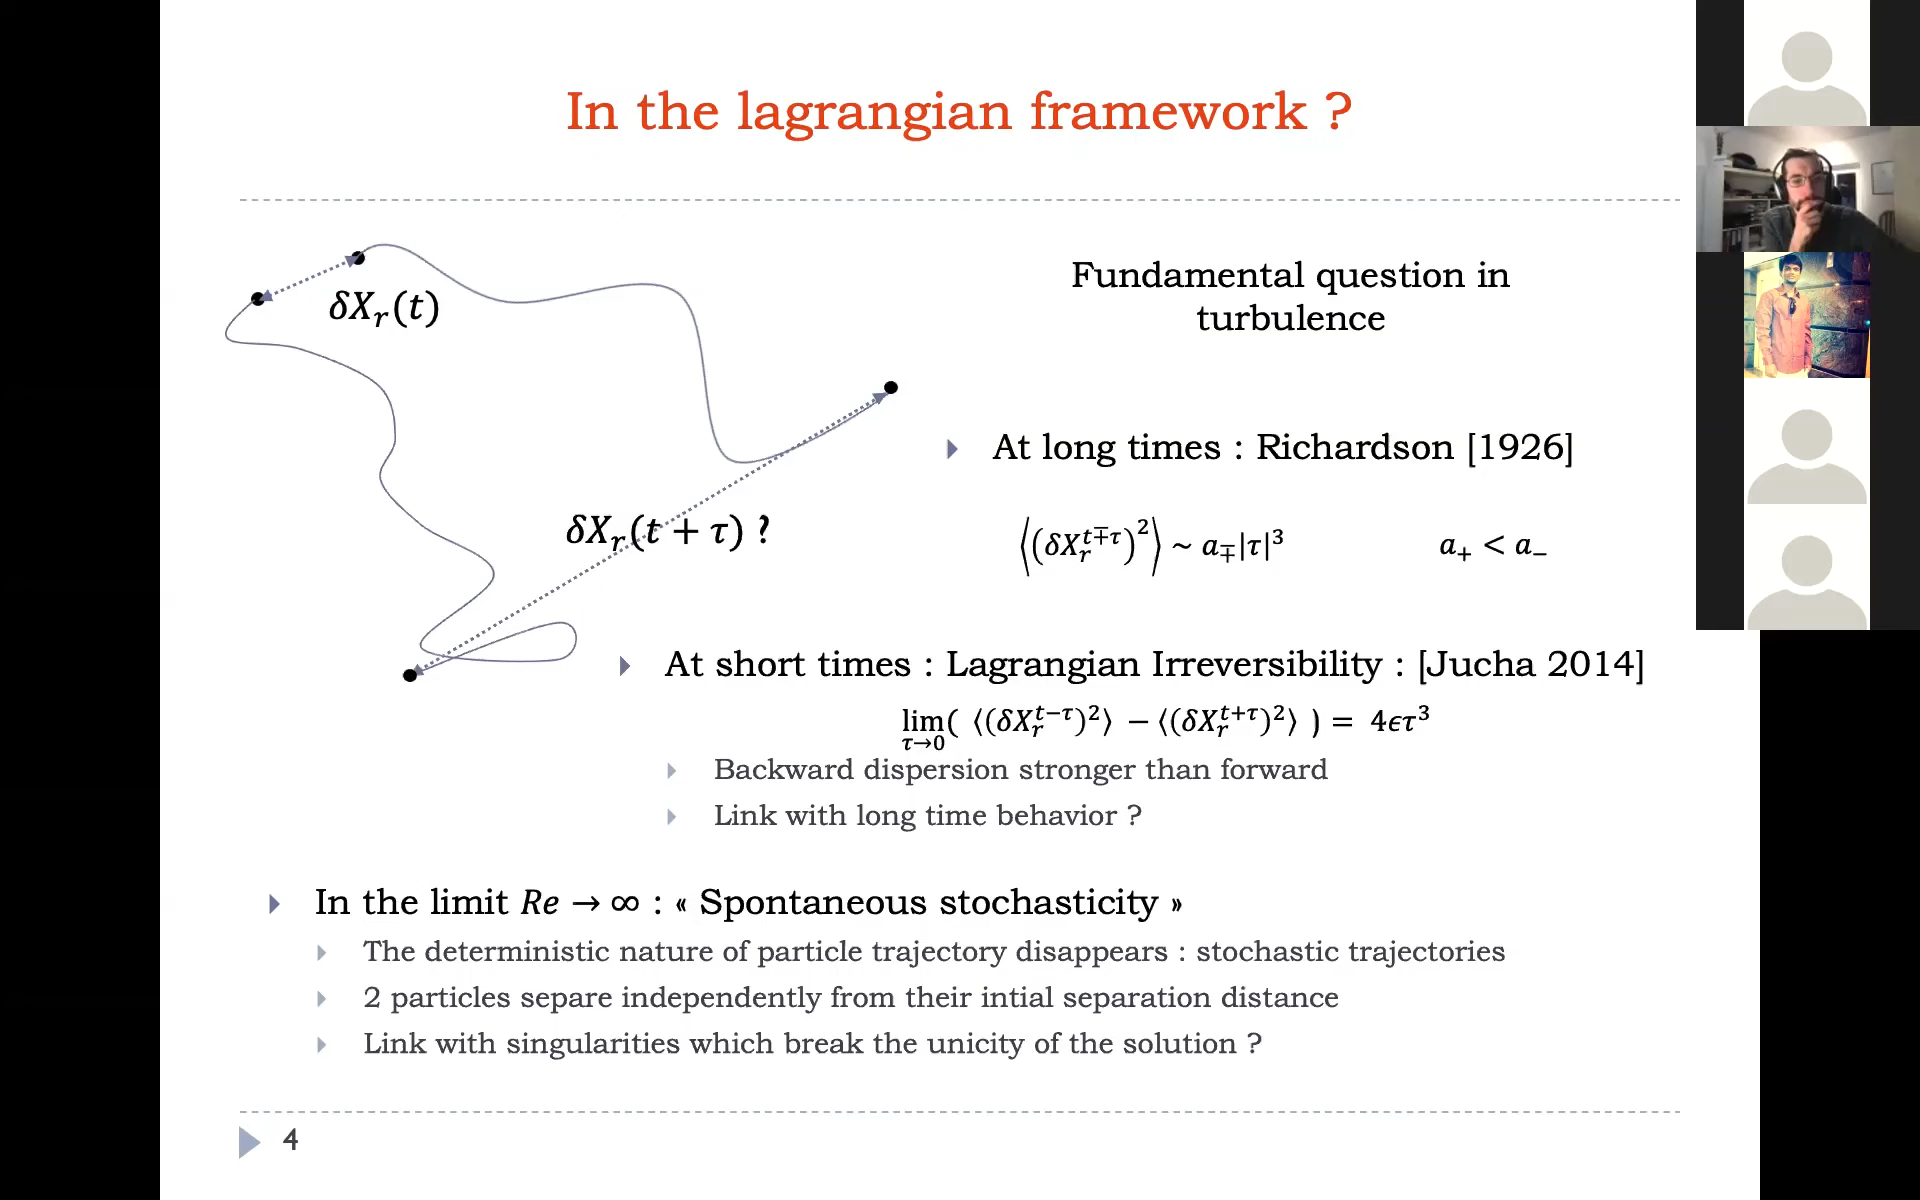 In the lagrangian framework ?
δXᵣ(t)
Fundamental question in
turbulence
At long times : Richardson [1926]
δXᵣ(t + τ) ?
⟨(δX_r^{t∓τ})^2⟩ ~ a_∓|τ|^3 a_+ < a_−
At short times : Lagrangian Irreversibility : [Jucha 2014]
lim_{τ→0}( ⟨(δX_r^{t−τ})^2⟩ − ⟨(δX_r^{t+τ})^2⟩ ) = 4ϵτ^3
Backward dispersion stronger than forward
Link with long time behavior ?
In the limit Re → ∞ : « Spontaneous stochasticity »
The deterministic nature of particle trajectory disappears : stochastic trajectories
2 particles separe independently from their intial separation distance
Link with singularities which break the unicity of the solution ?
4